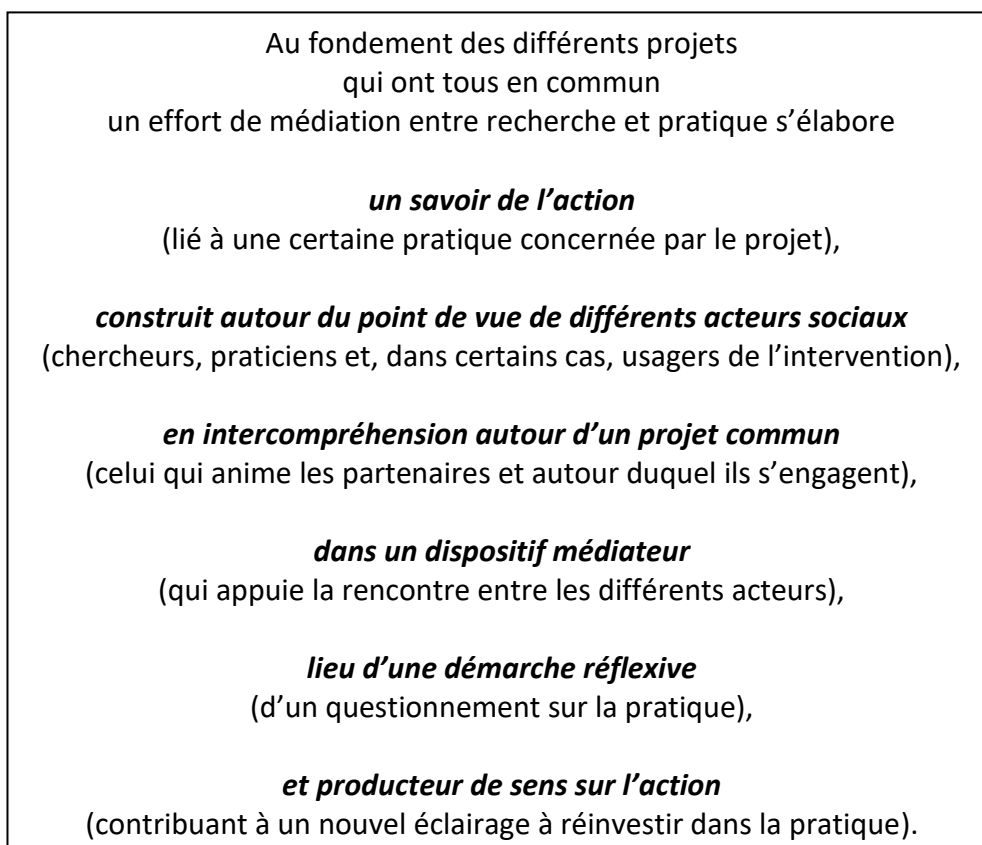 Au fondement des différents projets
qui ont tous en commun
un effort de médiation entre recherche et pratique s’élabore
un savoir de l’action
(lié à une certaine pratique concernée par le projet),
construit autour du point de vue de différents acteurs sociaux
(chercheurs, praticiens et, dans certains cas, usagers de l’intervention),
en intercompréhension autour d’un projet commun
(celui qui anime les partenaires et autour duquel ils s’engagent),
dans un dispositif médiateur
(qui appuie la rencontre entre les différents acteurs),
lieu d’une démarche réflexive
(d’un questionnement sur la pratique),
et producteur de sens sur l’action
(contribuant à un nouvel éclairage à réinvestir dans la pratique).